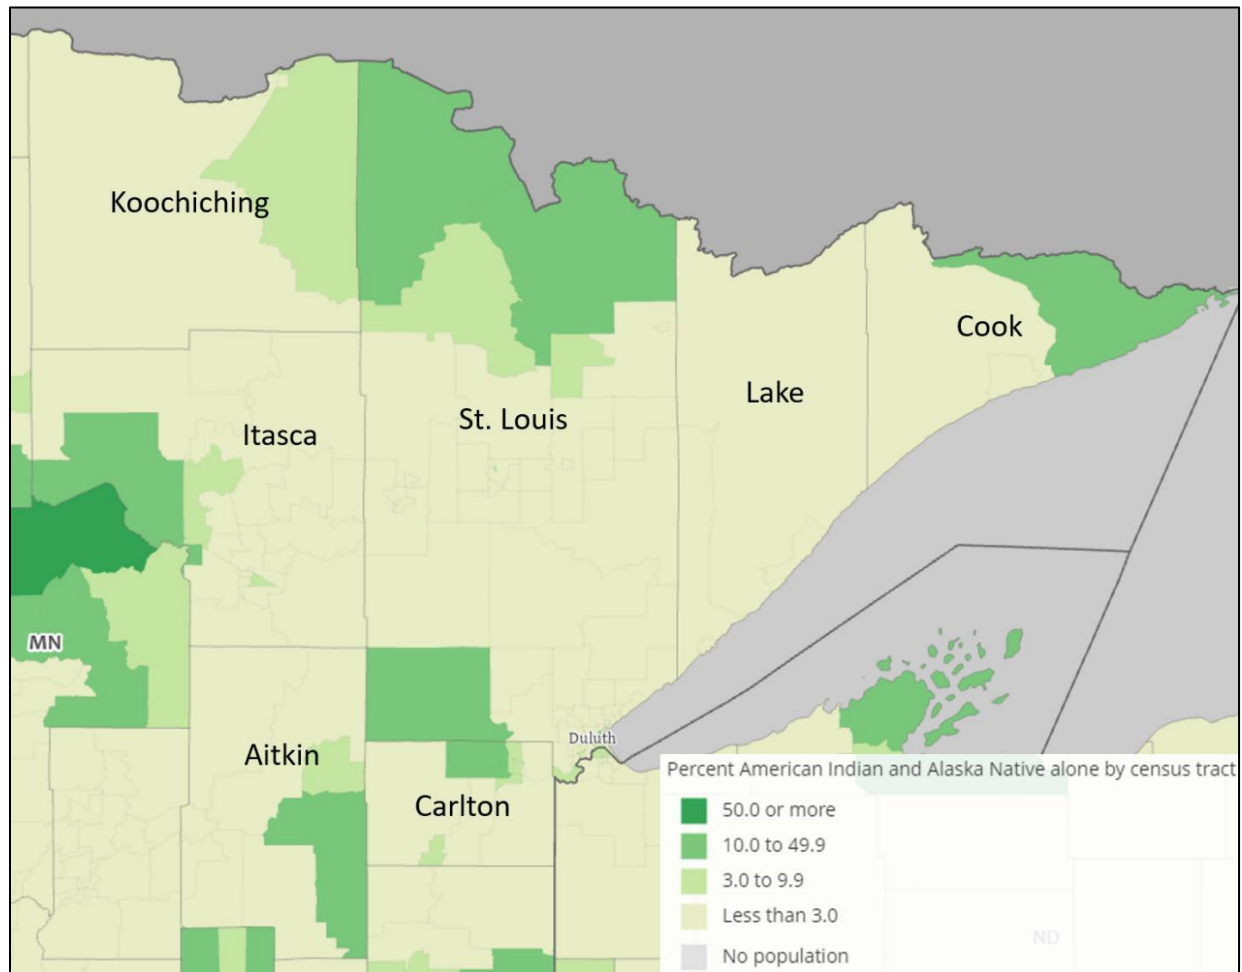 Koochiching
Cook
Lake
St. Louis
Itasca
MN
Duluth
Aitkin
Carlton
Percent American Indian and Alaska Native alone by census tract
50.0 or more
10.0 to 49.9
3.0 to 9.9
Less than 3.0
No population
ND